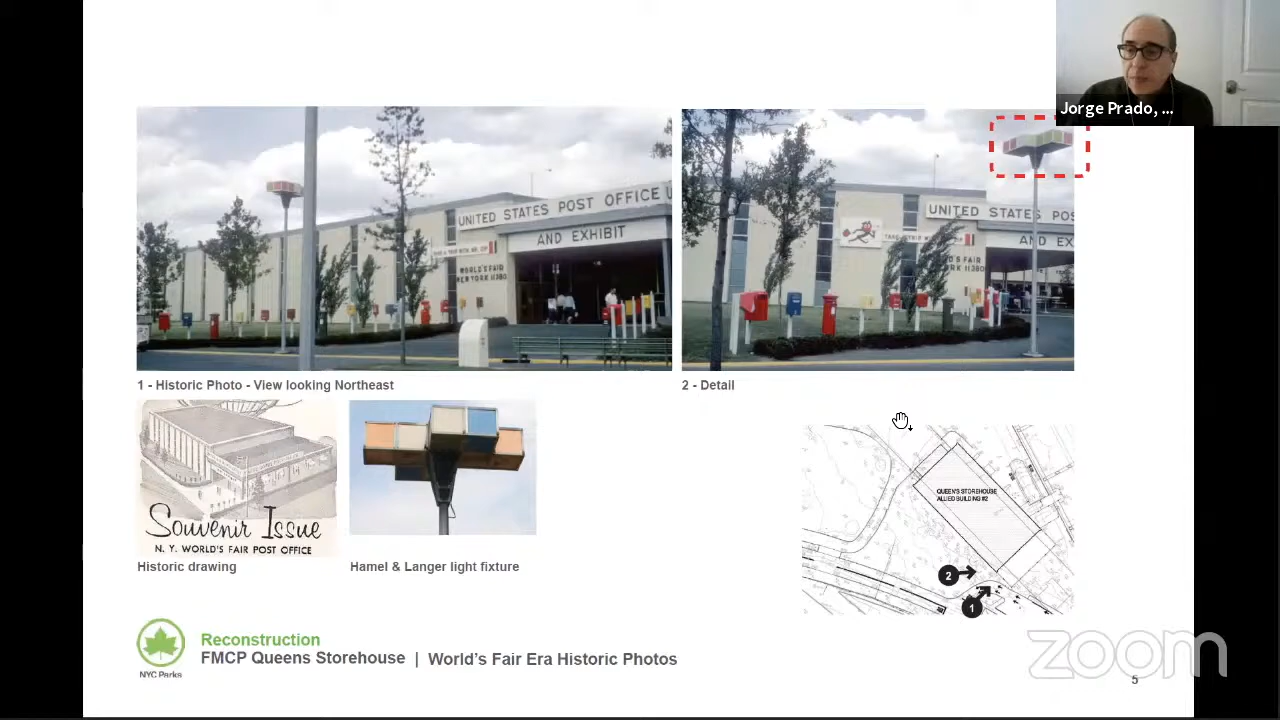 Jorge Prado, ...
UNITED STATES POST OFFICE
AND EXHIBIT
WORLD'S FAIR
NEW YORK 11380
UNITED STATES POS
AND EX
1 - Historic Photo - View looking Northeast
2 - Detail
Souvenir Issue
N. Y. WORLD'S FAIR POST OFFICE
Historic drawing
Hamel & Langer light fixture
QUEEN'S STOREHOUSE
ALLIED BUILDING #2
2
1
NYC Parks
Reconstruction
FMCP Queens Storehouse | World's Fair Era Historic Photos
zoom
5